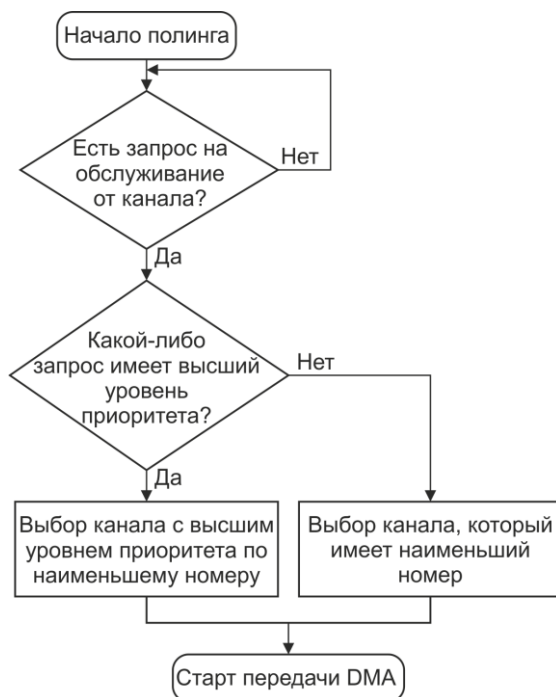 Начало полинга
Есть запрос на
обслуживание
от канала?
Нет
Да
Какой-либо
запрос имеет высший
уровень
приоритета?
Нет
Да
Выбор канала с высшим
уровнем приоритета по
наименьшему номеру
Выбор канала, который
имеет наименьший
номер
Старт передачи DMA